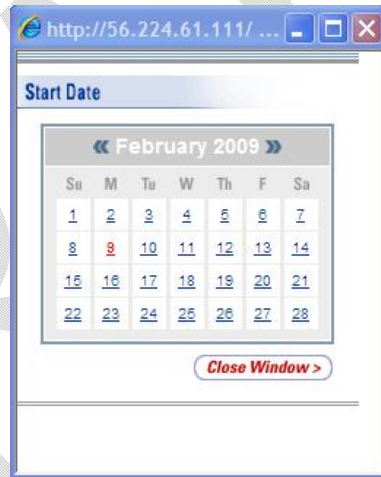 http://56.224.61.111/ ...
Start Date
« February 2009 »
Su M Tu W Th F Sa
1 2 3 4 5 6 7
8 9 10 11 12 13 14
15 16 17 18 19 20 21
22 23 24 25 26 27 28
Close Window >